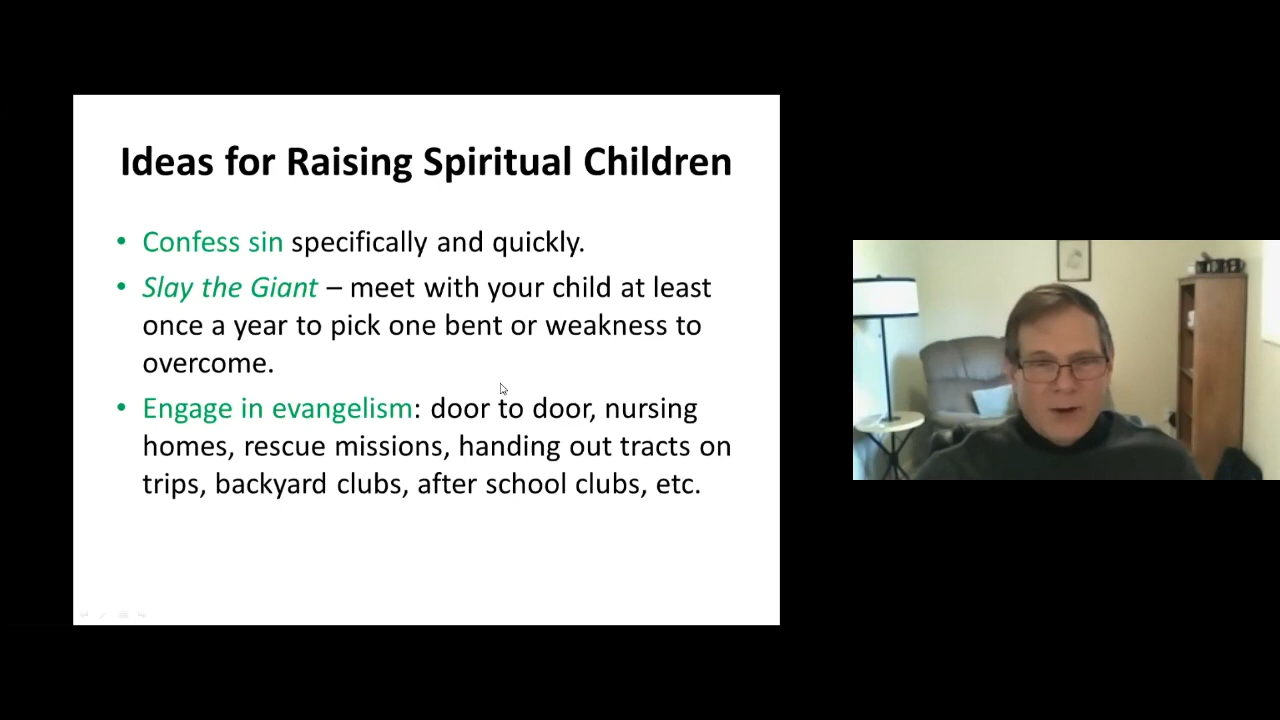 Ideas for Raising Spiritual Children
• Confess sin specifically and quickly.
• Slay the Giant – meet with your child at least
once a year to pick one bent or weakness to
overcome.
• Engage in evangelism: door to door, nursing
homes, rescue missions, handing out tracts on
trips, backyard clubs, after school clubs, etc.